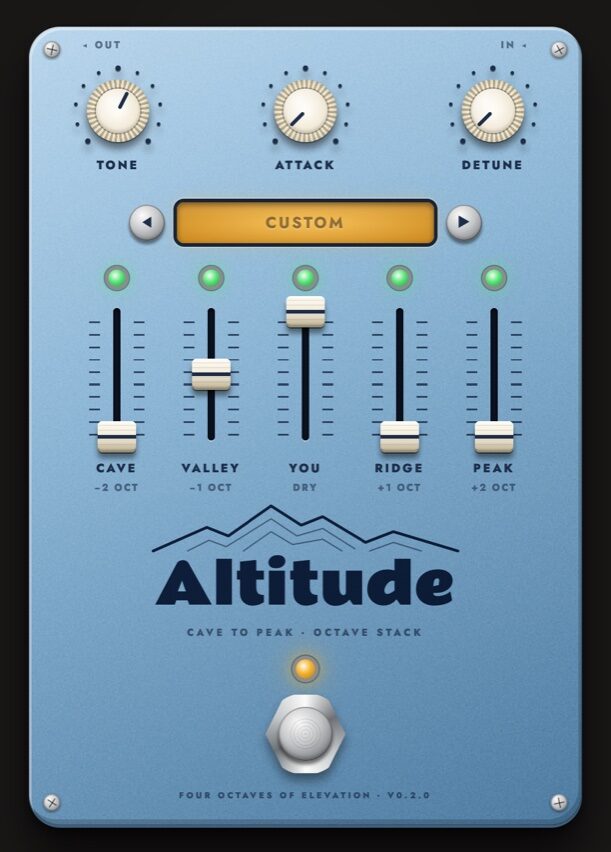 ◂ OUT
IN ◂
TONE
ATTACK
DETUNE
CUSTOM
CAVE
VALLEY
YOU
RIDGE
PEAK
−2 OCT
−1 OCT
DRY
+1 OCT
+2 OCT
Altitude
CAVE TO PEAK · OCTAVE STACK
FOUR OCTAVES OF ELEVATION · V0.2.0